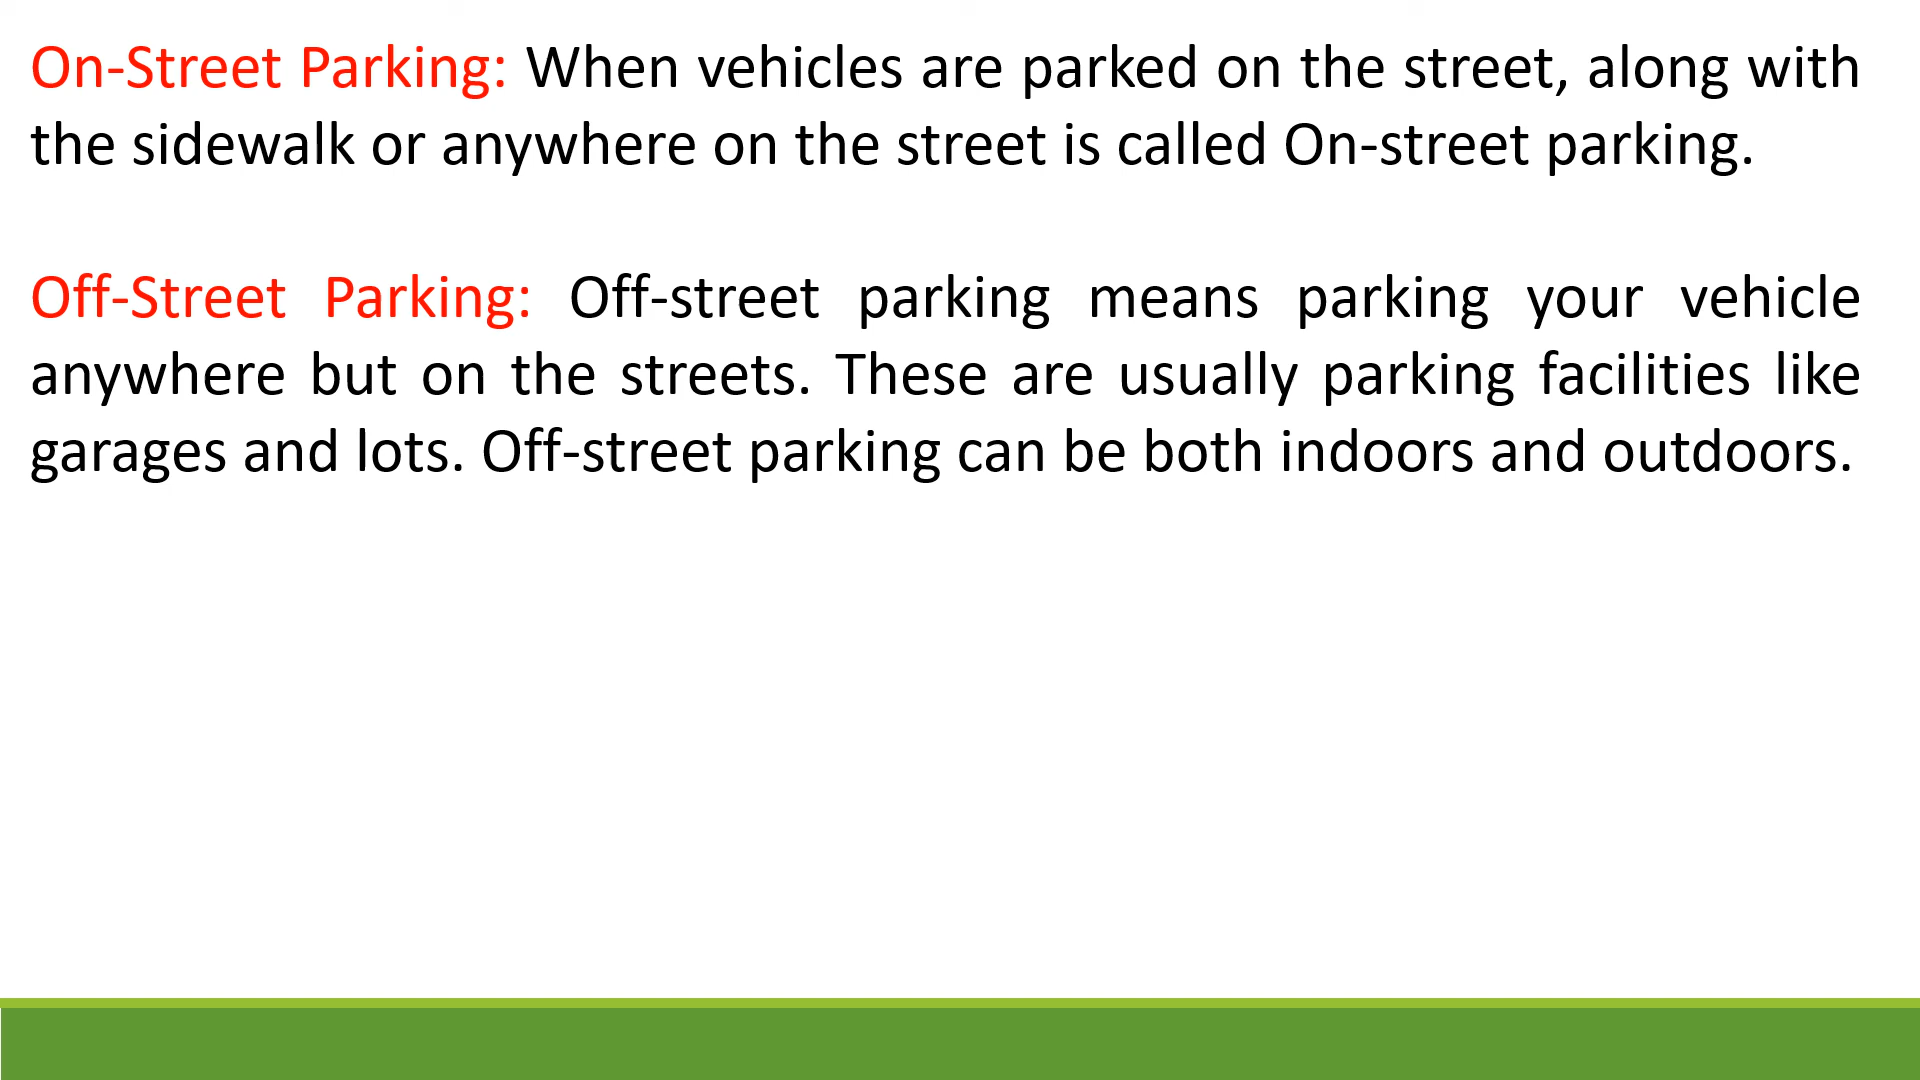 On-Street Parking: When vehicles are parked on the street, along with
the sidewalk or anywhere on the street is called On-street parking.
Off-Street Parking: Off-street parking means parking your vehicle
anywhere but on the streets. These are usually parking facilities like
garages and lots. Off-street parking can be both indoors and outdoors.